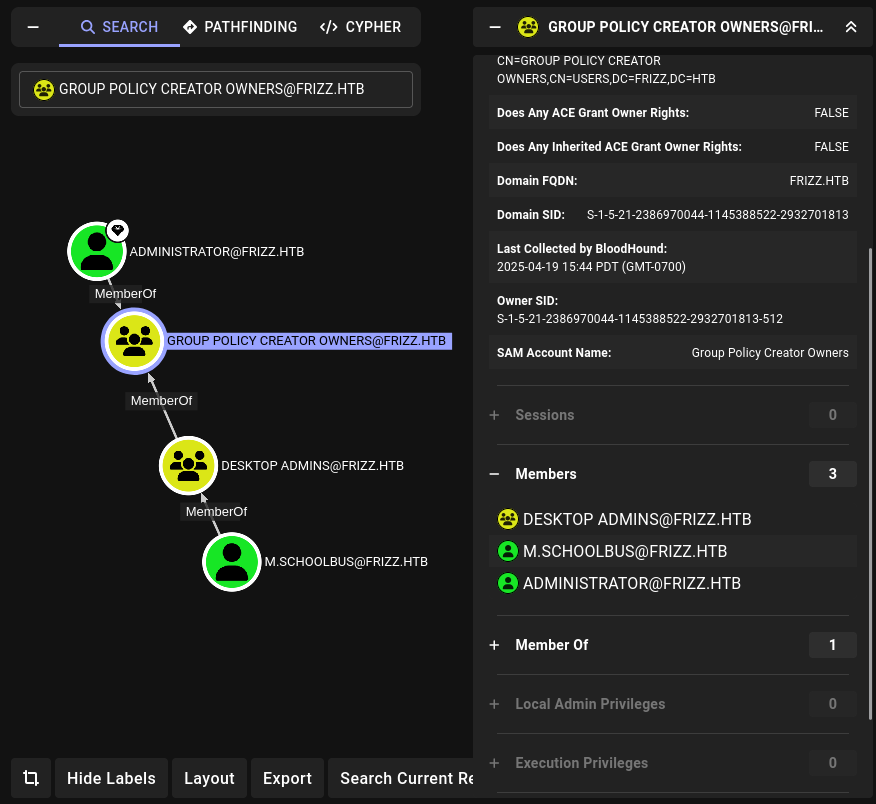 SEARCH
PATHFINDING
CYPHER
GROUP POLICY CREATOR OWNERS@FRIZZ.HTB
ADMINISTRATOR@FRIZZ.HTB
MemberOf
GROUP POLICY CREATOR OWNERS@FRIZZ.HTB
MemberOf
DESKTOP ADMINS@FRIZZ.HTB
MemberOf
M.SCHOOLBUS@FRIZZ.HTB
Hide Labels
Layout
Export
Search Current Re
GROUP POLICY CREATOR OWNERS@FRI...
CN=GROUP POLICY CREATOR
OWNERS,CN=USERS,DC=FRIZZ,DC=HTB
Does Any ACE Grant Owner Rights: FALSE
Does Any Inherited ACE Grant Owner Rights: FALSE
Domain FQDN: FRIZZ.HTB
Domain SID: S-1-5-21-2386970044-1145388522-2932701813
Last Collected by BloodHound:
2025-04-19 15:44 PDT (GMT-0700)
Owner SID:
S-1-5-21-2386970044-1145388522-2932701813-512
SAM Account Name: Group Policy Creator Owners
Sessions 0
Members 3
DESKTOP ADMINS@FRIZZ.HTB
M.SCHOOLBUS@FRIZZ.HTB
ADMINISTRATOR@FRIZZ.HTB
Member Of 1
Local Admin Privileges 0
Execution Privileges 0